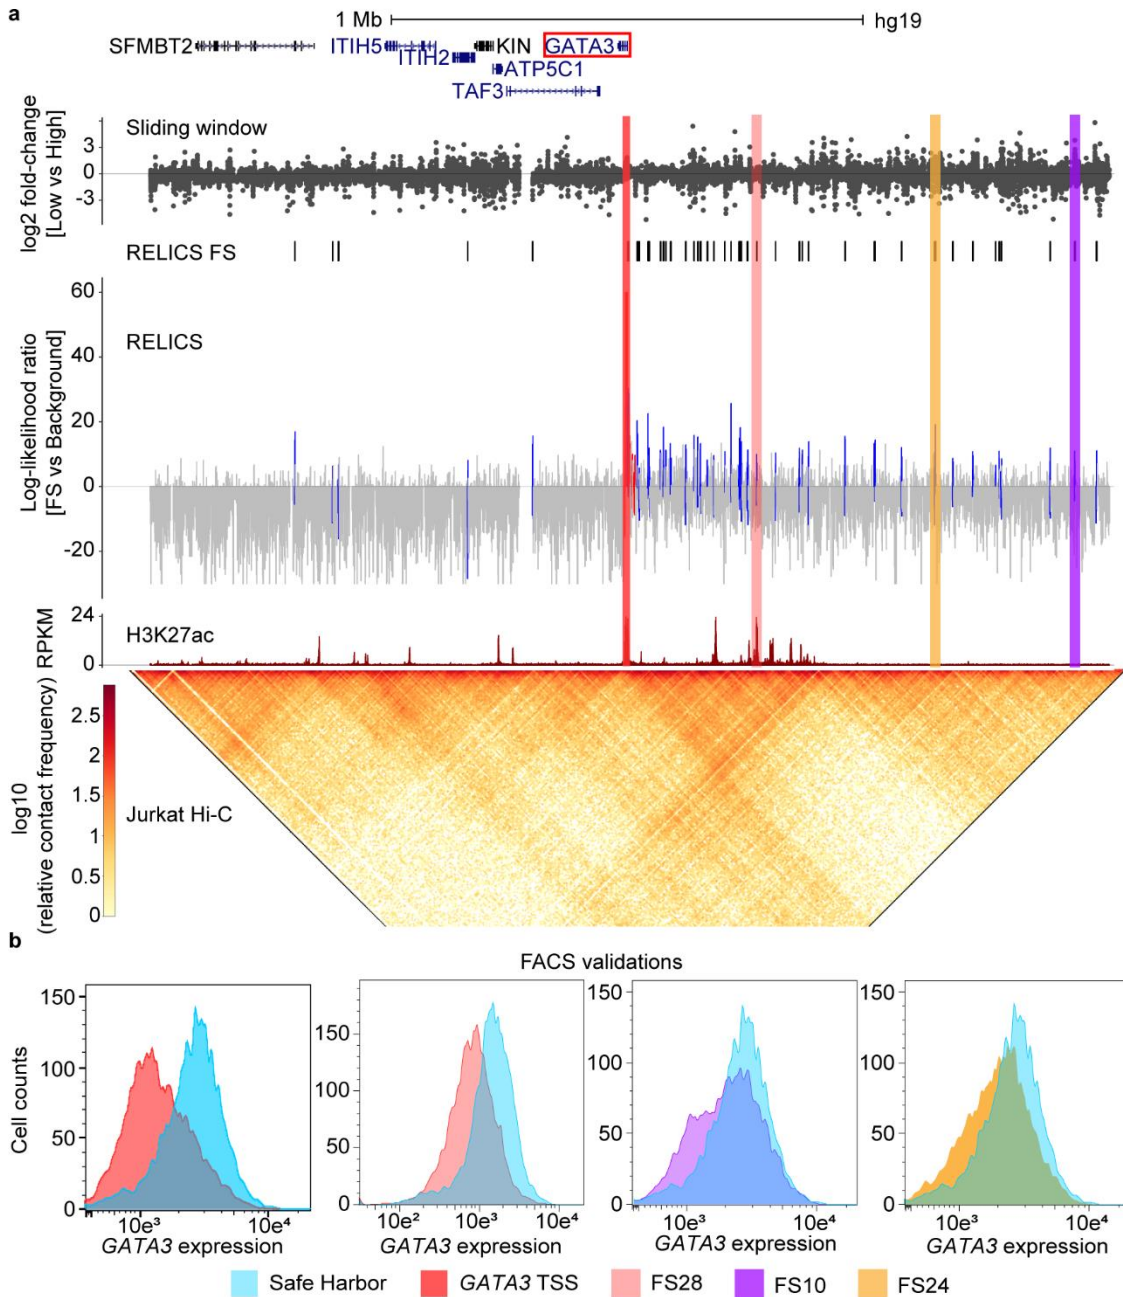 a
1 Mb
hg19
SFMBT2
ITIH5
KIN
GATA3
ITIH2
ATP5C1
TAF3
log2 fold-change
[Low vs High]
Sliding window
3
0
-3
RELICS FS
Log-likelihood ratio
[FS vs Background]
RELICS
60
40
20
0
-20
RPKM
H3K27ac
24
0
log10
(relative contact frequency)
2.5
2
1.5
1
0.5
0
Jurkat Hi-C
b
FACS validations
Cell counts
150
100
50
0
10e3
10e4
GATA3 expression
150
100
50
0
10e2
10e3
10e4
GATA3 expression
150
100
50
0
10e3
10e4
GATA3 expression
150
100
50
0
10e3
10e4
GATA3 expression
Safe Harbor
GATA3 TSS
FS28
FS10
FS24